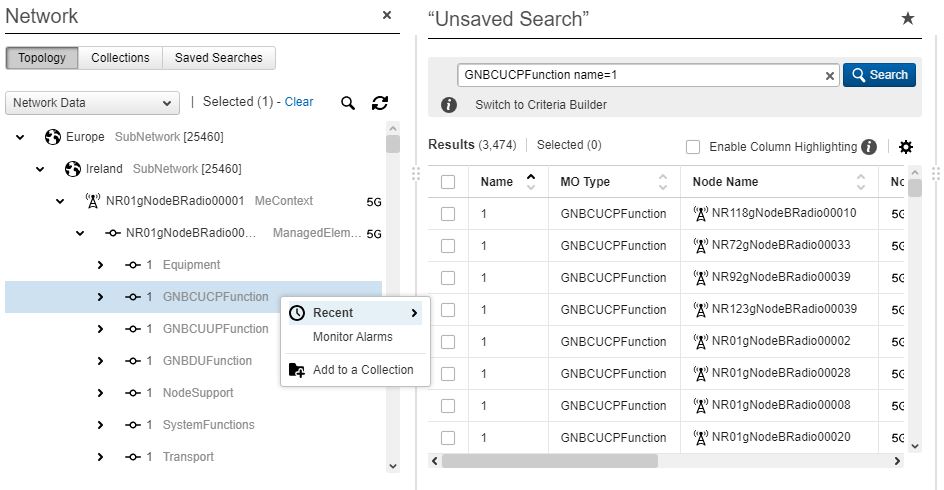 Network
Topology Collections Saved Searches
Network Data | Selected (1) - Clear
Europe SubNetwork [25460]
Ireland SubNetwork [25460]
NR01gNodeBRadio00001 MeContext 5G
NR01gNodeBRadio00... ManagedElem... 5G
1 Equipment
1 GNBCUCPFunction
1 GNBCUUPFunction
1 GNBDUFunction
1 NodeSupport
1 SystemFunctions
1 Transport
Recent
Monitor Alarms
Add to a Collection
“Unsaved Search”
GNBCUCPFunction name=1 Search
Switch to Criteria Builder
Results (3,474) | Selected (0) Enable Column Highlighting
Name MO Type Node Name
1 GNBCUCPFunction NR118gNodeBRadio00010 5G
1 GNBCUCPFunction NR72gNodeBRadio00033 5G
1 GNBCUCPFunction NR92gNodeBRadio00039 5G
1 GNBCUCPFunction NR123gNodeBRadio00039 5G
1 GNBCUCPFunction NR01gNodeBRadio00002 5G
1 GNBCUCPFunction NR01gNodeBRadio00028 5G
1 GNBCUCPFunction NR01gNodeBRadio00008 5G
1 GNBCUCPFunction NR01gNodeBRadio00020 5G